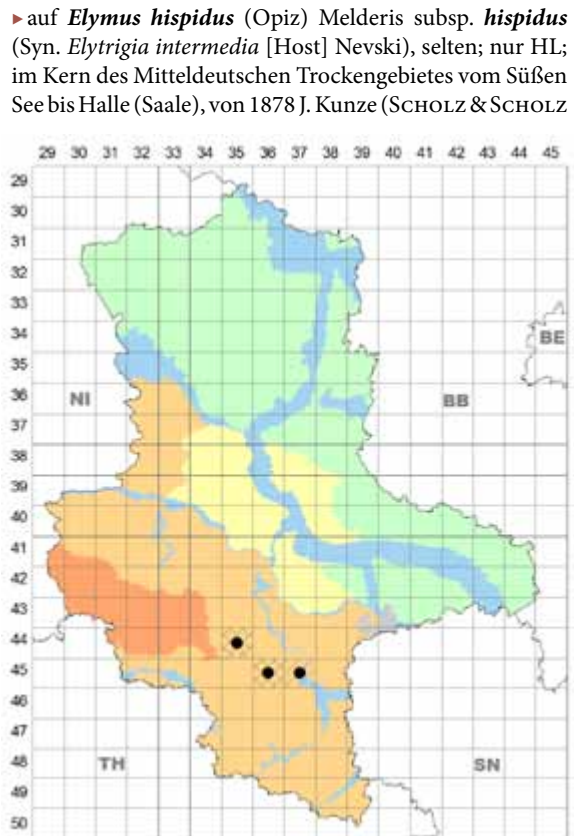 ▸ auf Elymus hispidus (Opiz) Melderis subsp. hispidus
(Syn. Elytrigia intermedia [Host] Nevski), selten; nur HL;
im Kern des Mitteldeutschen Trockengebietes vom Süßen
See bis Halle (Saale), von 1878 J. Kunze (Scholz & Scholz
29 30 31 32 33 34 35 36 37 38 39 40 41 42 43 44 45
29
30
31
32
33
34
BE
35
NI
BB
36
37
38
39
40
41
42
43
44
45
46
47
TH
SN
48
49
50